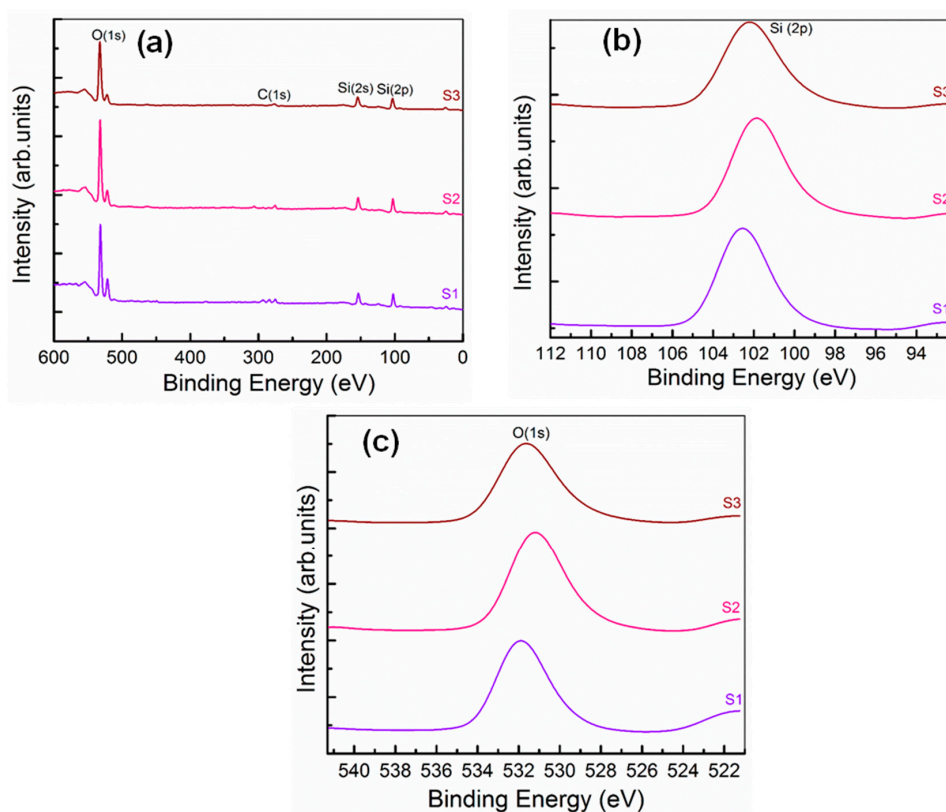 (a)
O(1s)
C(1s)
Si(2s)
Si(2p)
S3
S2
S1
Intensity (arb.units)
600 500 400 300 200 100 0
Binding Energy (eV)
(b)
Si (2p)
S3
S2
S1
Intensity (arb.units)
112 110 108 106 104 102 100 98 96 94
Binding Energy (eV)
(c)
O(1s)
S3
S2
S1
Intensity (arb.units)
540 538 536 534 532 530 528 526 524 522
Binding Energy (eV)